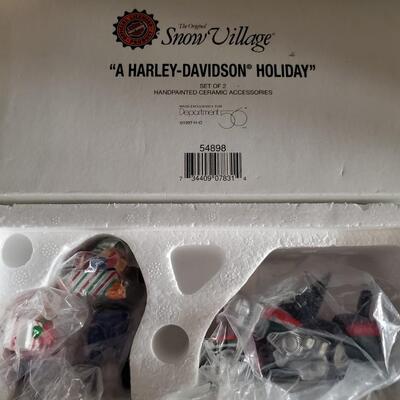 The Original
Snow Village®
"A HARLEY-DAVIDSON® HOLIDAY"
SET OF 2
HANDPAINTED CERAMIC ACCESSORIES
Department 56
54898
7 34409 07831 4